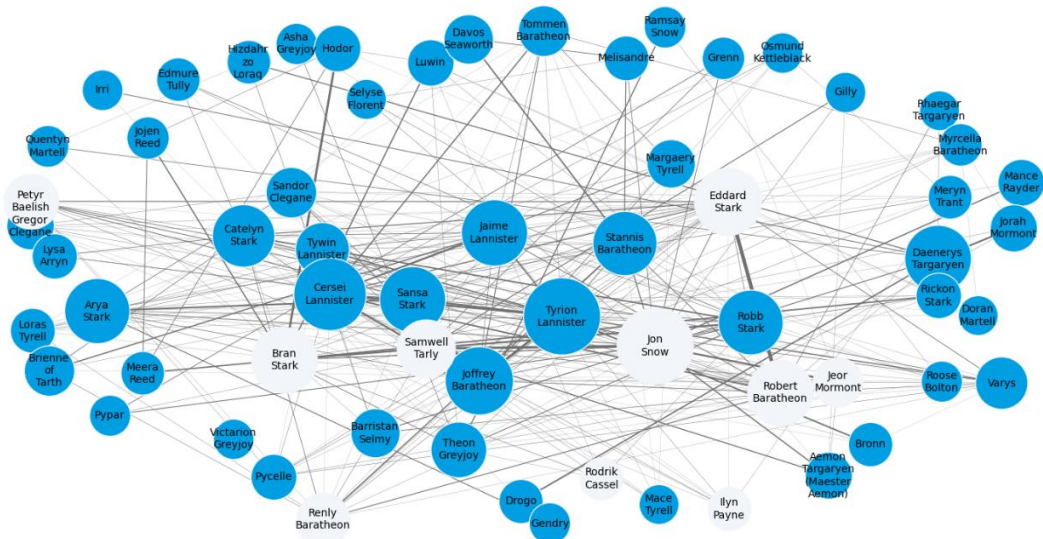 Tommen
Baratheon
Ramsay
Snow
Davos
Seaworth
Asha
Greyjoy
Hodor
Hizdahr
zo
Loraq
Luwin
Melisandre
Grenn
Osmund
Kettleblack
Edmure
Tully
Irri
Selyse
Florent
Gilly
Rhaegar
Targaryen
Quentyn
Martell
Jojen
Reed
Myrcella
Baratheon
Margaery
Tyrell
Mance
Rayder
Petyr
Baelish
Gregor
Clegane
Sandor
Clegane
Eddard
Stark
Meryn
Trant
Jorah
Mormont
Catelyn
Stark
Jaime
Lannister
Stannis
Baratheon
Tywin
Lannister
Lysa
Arryn
Daenerys
Targaryen
Cersei
Lannister
Sansa
Stark
Rickon
Stark
Arya
Stark
Tyrion
Lannister
Robb
Stark
Doran
Martell
Loras
Tyrell
Samwell
Tarly
Jon
Snow
Bran
Stark
Brienne
of
Tarth
Meera
Reed
Joffrey
Baratheon
Robert
Baratheon
Jeor
Mormont
Roose
Bolton
Varys
Pypar
Victarion
Greyjoy
Barristan
Selmy
Theon
Greyjoy
Bronn
Pycelle
Rodrik
Cassel
Aemon
Targaryen
(Maester
Aemon)
Renly
Baratheon
Drogo
Gendry
Mace
Tyrell
Ilyn
Payne